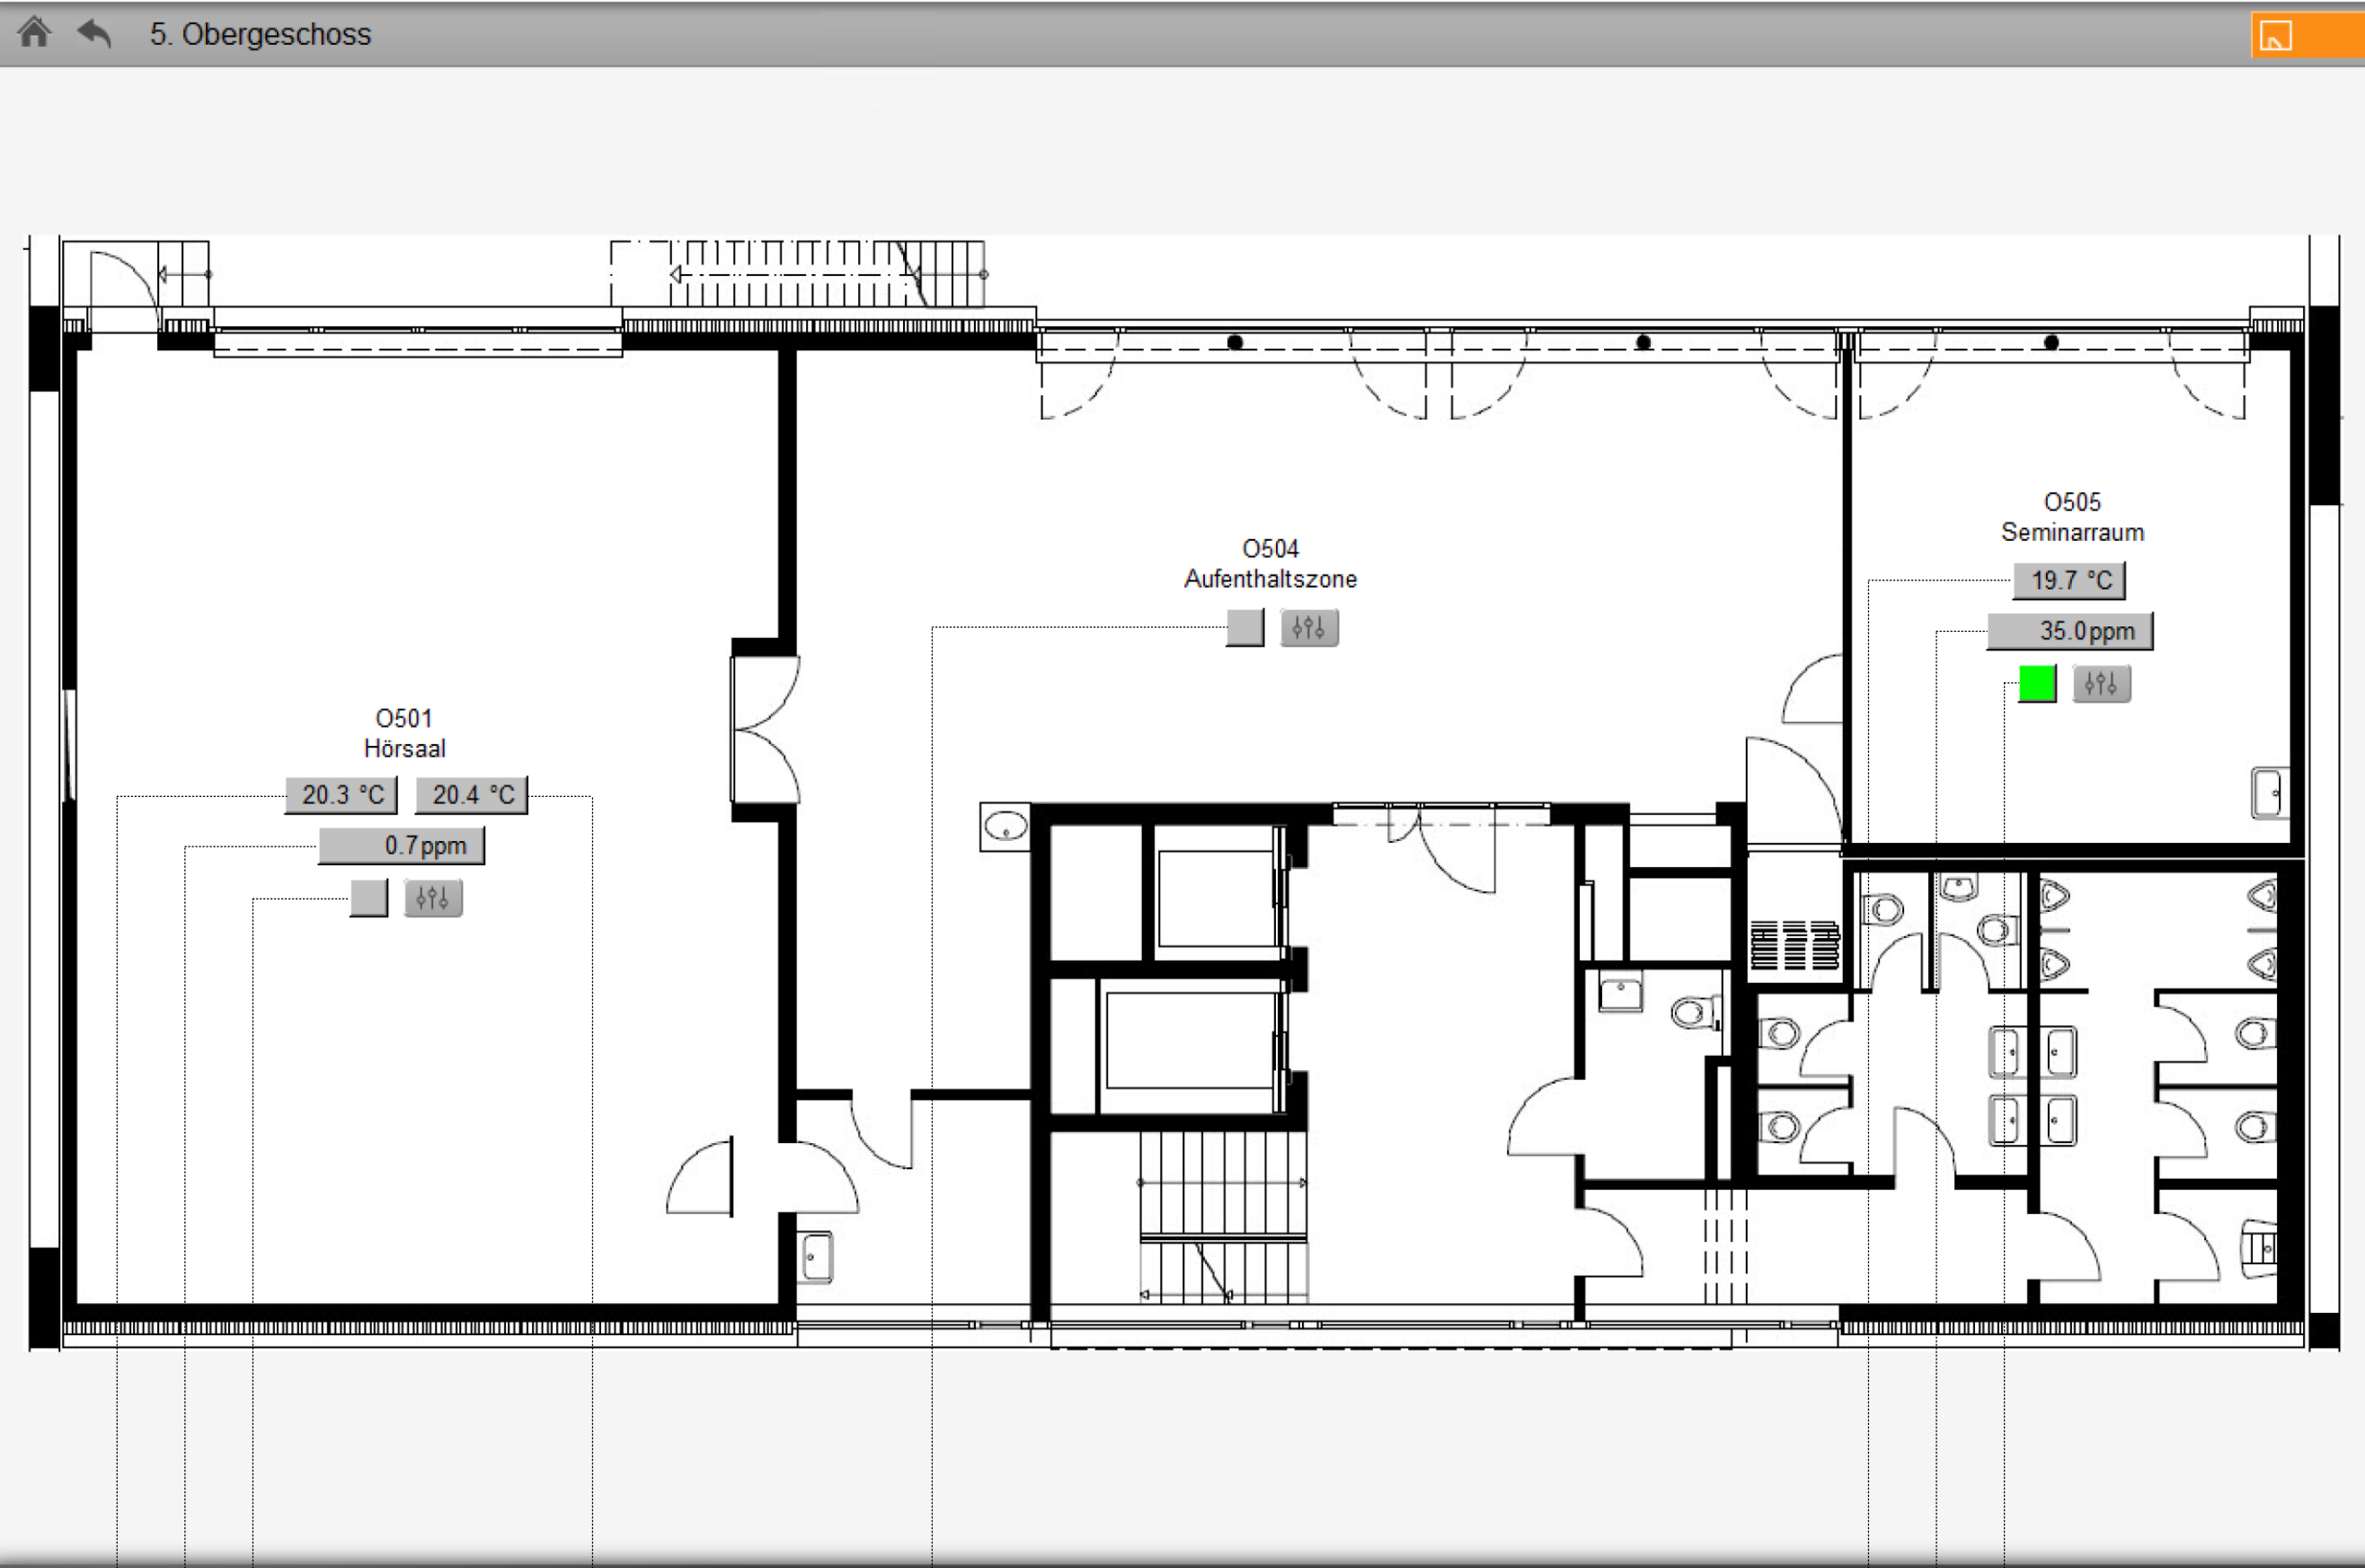 5. Obergeschoss
O505
Seminarraum
19.7 °C
35.0ppm
O504
Aufenthaltszone
O501
Hörsaal
20.3 °C 20.4 °C
0.7ppm